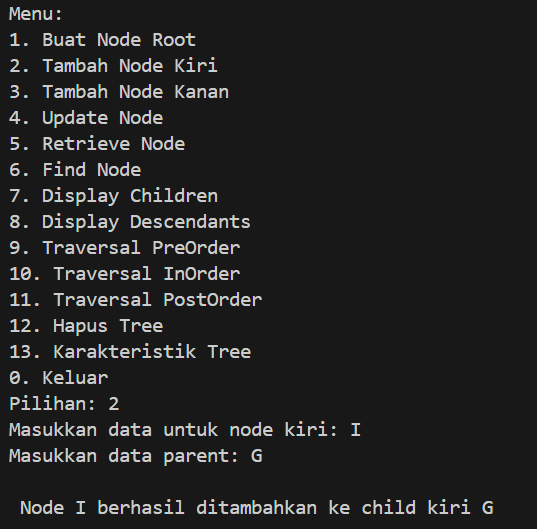 Menu:
1. Buat Node Root
2. Tambah Node Kiri
3. Tambah Node Kanan
4. Update Node
5. Retrieve Node
6. Find Node
7. Display Children
8. Display Descendants
9. Traversal PreOrder
10. Traversal InOrder
11. Traversal PostOrder
12. Hapus Tree
13. Karakteristik Tree
0. Keluar
Pilihan: 2
Masukkan data untuk node kiri: I
Masukkan data parent: G
Node I berhasil ditambahkan ke child kiri G